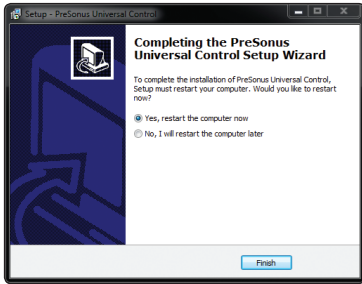 Setup - PreSonus Universal Control
Completing the PreSonus
Universal Control Setup Wizard
To complete the installation of PreSonus Universal Control,
Setup must restart your computer. Would you like to restart
now?
Yes, restart the computer now
No, I will restart the computer later
Finish